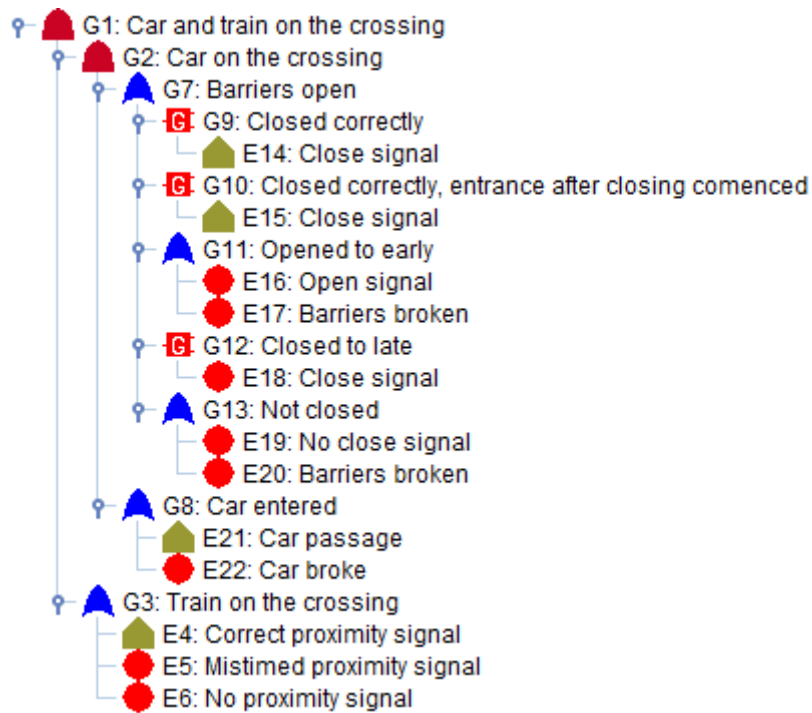 G1: Car and train on the crossing
G2: Car on the crossing
G7: Barriers open
G G9: Closed correctly
E14: Close signal
G G10: Closed correctly, entrance after closing comenced
E15: Close signal
G11: Opened to early
E16: Open signal
E17: Barriers broken
G G12: Closed to late
E18: Close signal
G13: Not closed
E19: No close signal
E20: Barriers broken
G8: Car entered
E21: Car passage
E22: Car broke
G3: Train on the crossing
E4: Correct proximity signal
E5: Mistimed proximity signal
E6: No proximity signal